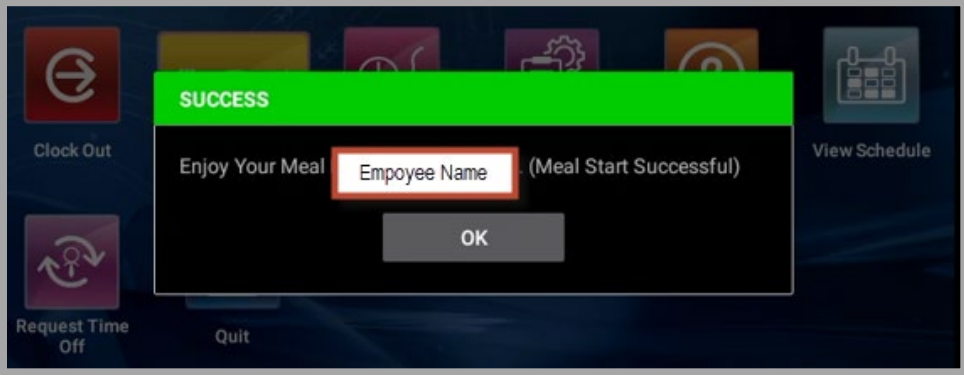 SUCCESS
Clock Out
Enjoy Your Meal Empoyee Name . (Meal Start Successful)
View Schedule
OK
Request Time
Off
Quit